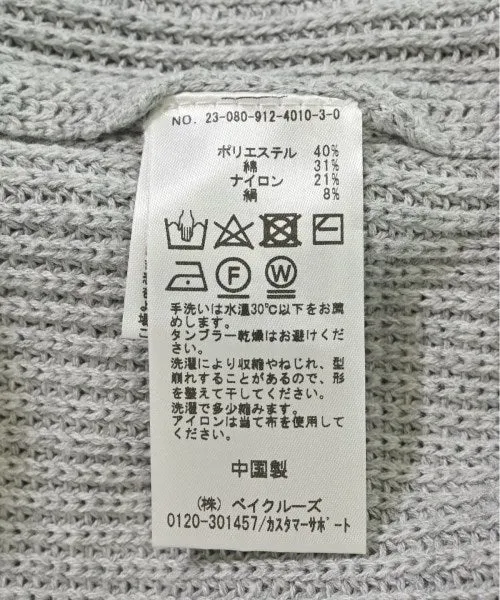 NO. 23-080-912-4010-3-0
ポリエステル 40%
綿 31%
ナイロン 21%
絹 8%
F W
手洗いは水温30℃以下をお薦
めします。
タンブラー乾燥はお避けくだ
さい。
洗濯により収縮やねじれ、型
崩れすることがあるので、形
を整えて干してください。
洗濯で多少縮みます。
アイロンは当て布を使用して
ください。
中国製
(株) ベイクルーズ
0120-301457/カスタマーサポート